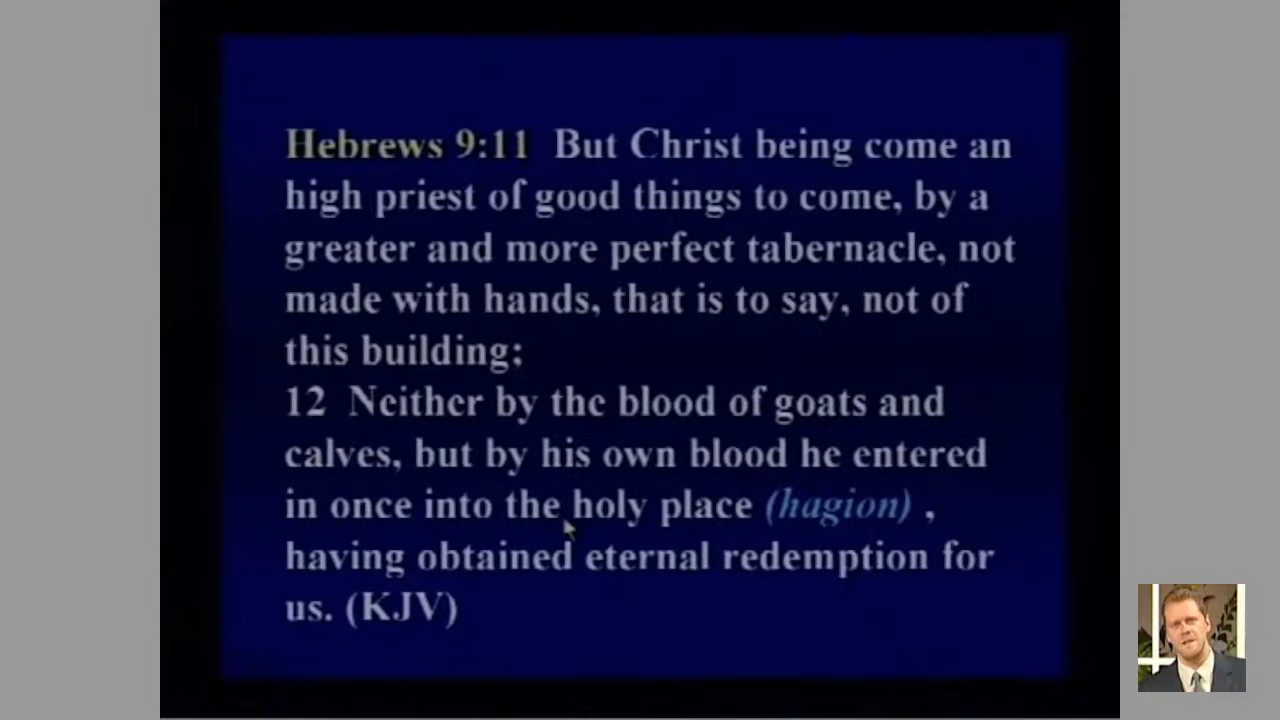 Hebrews 9:11 But Christ being come an
high priest of good things to come, by a
greater and more perfect tabernacle, not
made with hands, that is to say, not of
this building;
12 Neither by the blood of goats and
calves, but by his own blood he entered
in once into the holy place (hagion) ,
having obtained eternal redemption for
us. (KJV)